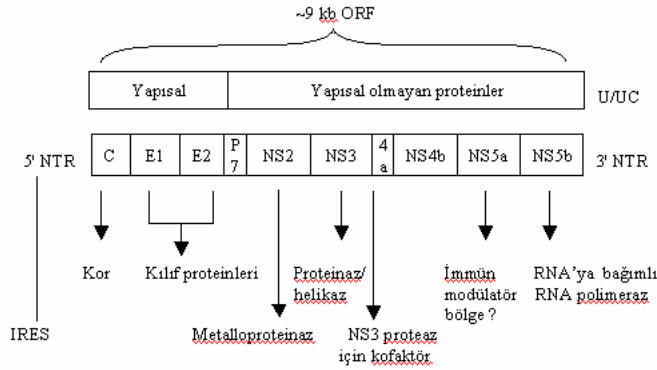 ~9 kb ORF
Yapısal
Yapısal olmayan proteinler
U/UC
5' NTR
C
E1
E2
P
7
NS2
NS3
4
a
NS4b
NS5a
NS5b
3' NTR
Kor
Kılıf proteinleri
Proteinaz/
helikaz
İmmün
modülatör
bölge ?
RNA'ya bağımlı
RNA polimeraz
IRES
Metalloproteinaz
NS3 proteaz
için kofaktör